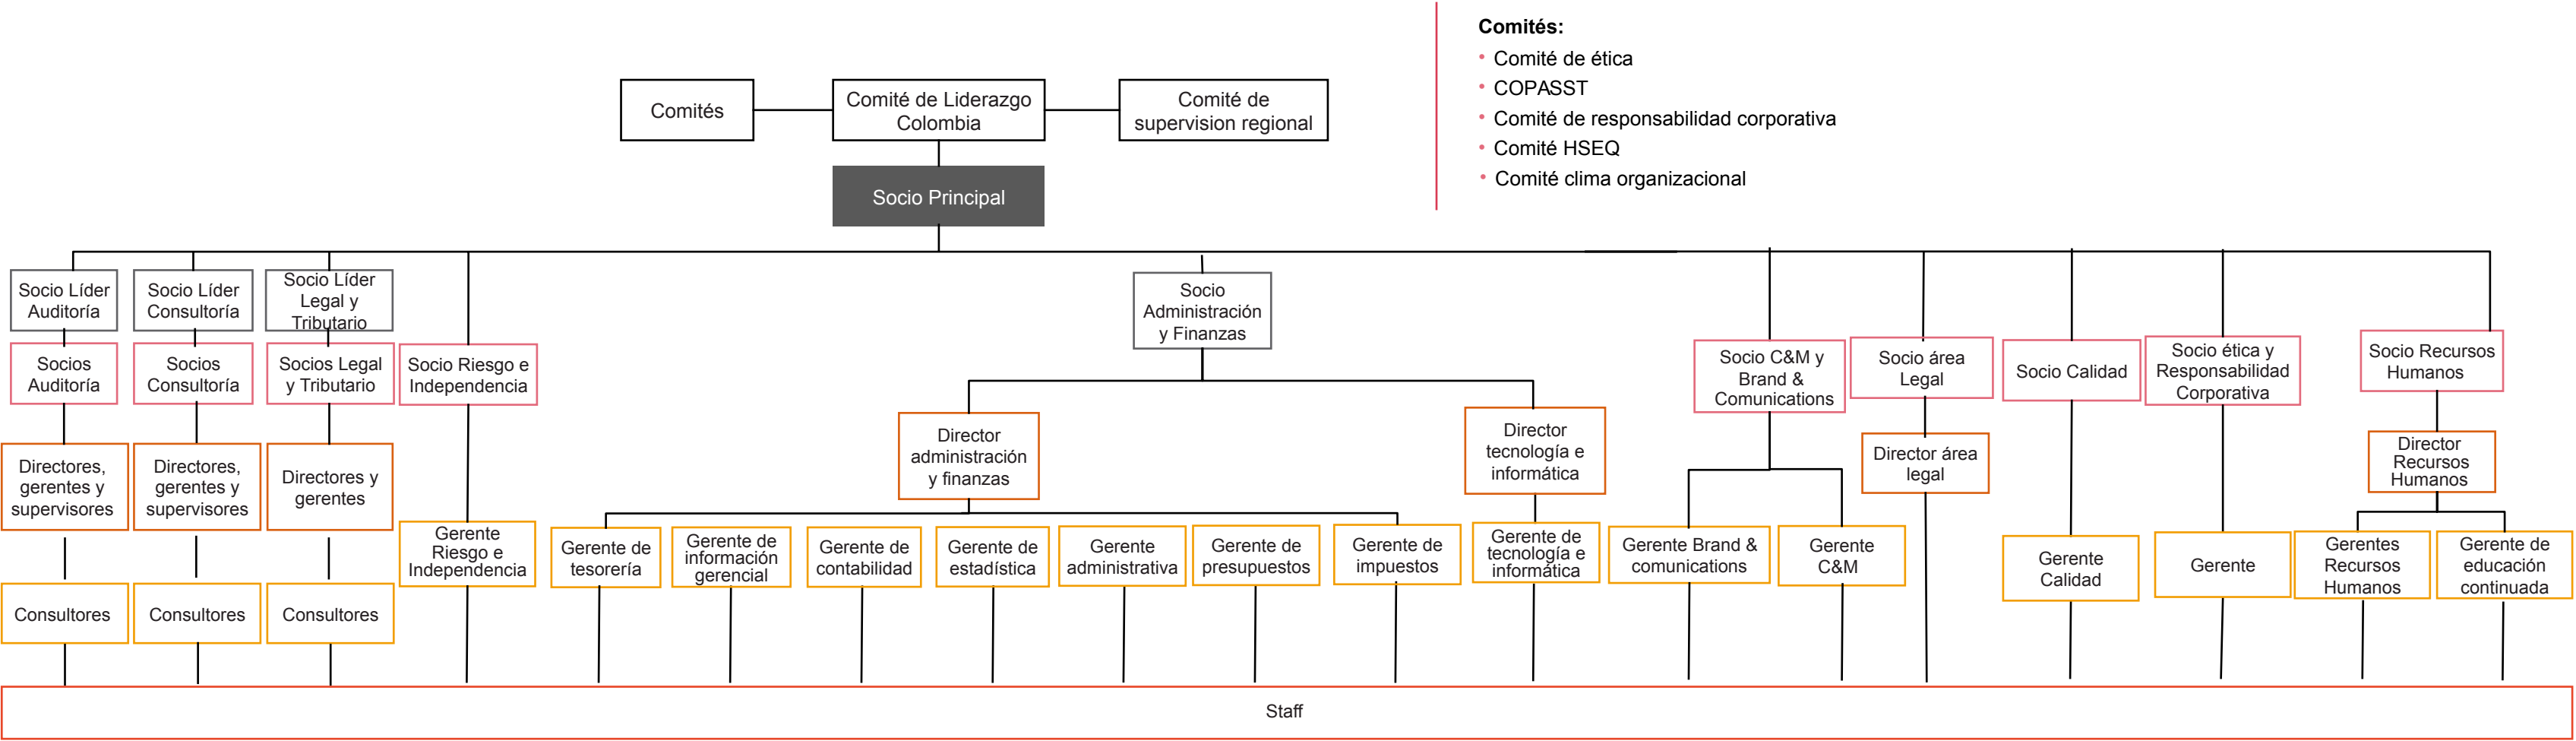 Comités:
• Comité de ética
• COPASST
• Comité de responsabilidad corporativa
• Comité HSEQ
• Comité clima organizacional
Comités
Comité de Liderazgo
Colombia
Comité de
supervision regional
Socio Principal
Socio Líder
Auditoría
Socio Líder
Consultoría
Socio Líder
Legal y
Tributario
Socio
Administración
y Finanzas
Socios
Auditoría
Socios
Consultoría
Socios Legal
y Tributario
Socio Riesgo e
Independencia
Socio C&M y
Brand &
Comunications
Socio área
Legal
Socio Calidad
Socio ética y
Responsabilidad
Corporativa
Socio Recursos
Humanos
Directores,
gerentes y
supervisores
Directores,
gerentes y
supervisores
Directores y
gerentes
Director
administración
y finanzas
Director
tecnología e
informática
Director área
legal
Director
Recursos
Humanos
Gerente
Riesgo e
Independencia
Gerente de
tesorería
Gerente de
información
gerencial
Gerente de
contabilidad
Gerente de
estadística
Gerente
administrativa
Gerente de
presupuestos
Gerente de
impuestos
Gerente de
tecnología e
informática
Gerente Brand &
comunications
Gerente
C&M
Gerente
Calidad
Gerente
Gerentes
Recursos
Humanos
Gerente de
educación
continuada
Consultores
Consultores
Consultores
Staff